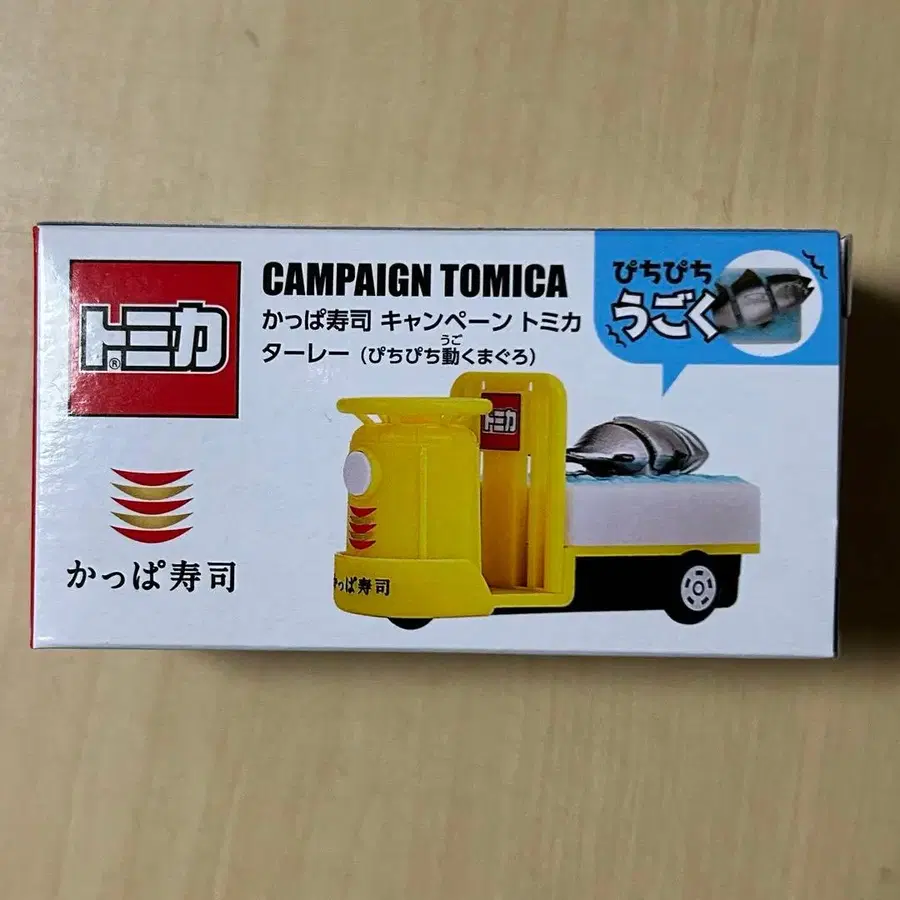 トミカ
®
CAMPAIGN TOMICA
かっぱ寿司 キャンペーン トミカ
うご
ターレー(ぴちぴち動くまぐろ)
ぴちぴち
うごく
トミカ
かっぱ寿司
かっぱ寿司